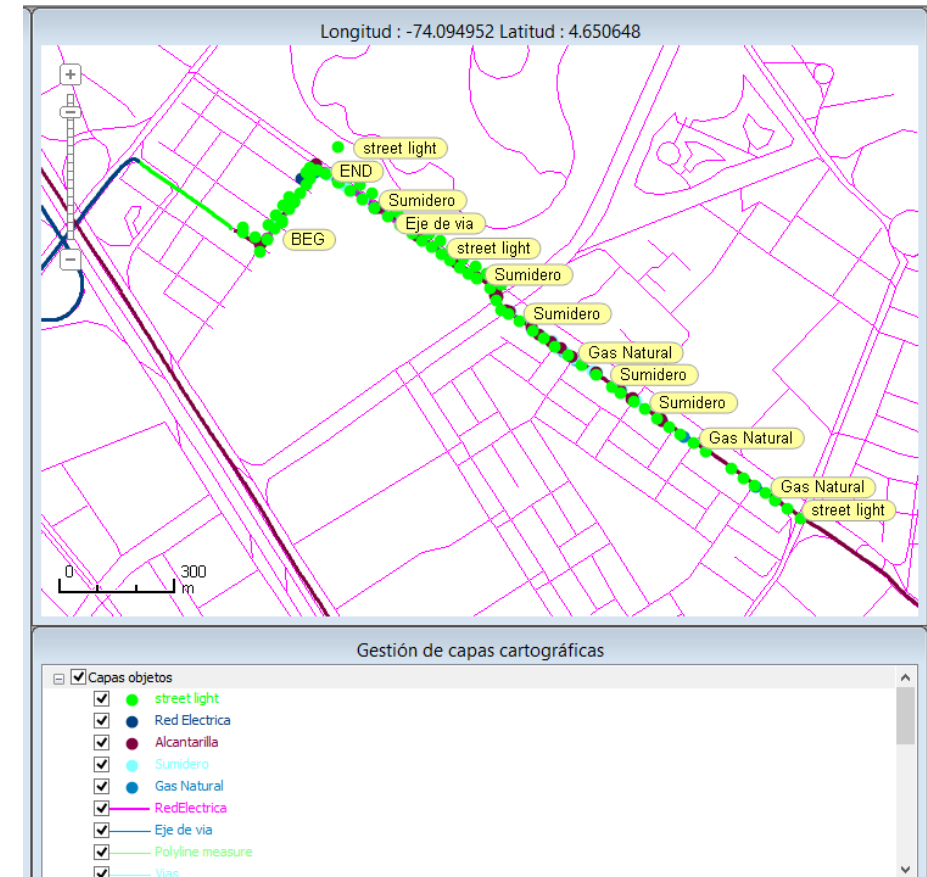 Longitud : -74.094952 Latitud : 4.650648
street light
END
Sumidero
Eje de via
BEG
street light
Sumidero
Sumidero
Gas Natural
Sumidero
Sumidero
Gas Natural
Gas Natural
street light
0 300
m
Gestión de capas cartográficas
Capas objetos
street light
Red Electrica
Alcantarilla
Sumidero
Gas Natural
RedElectrica
Eje de via
Polyline measure
Vias